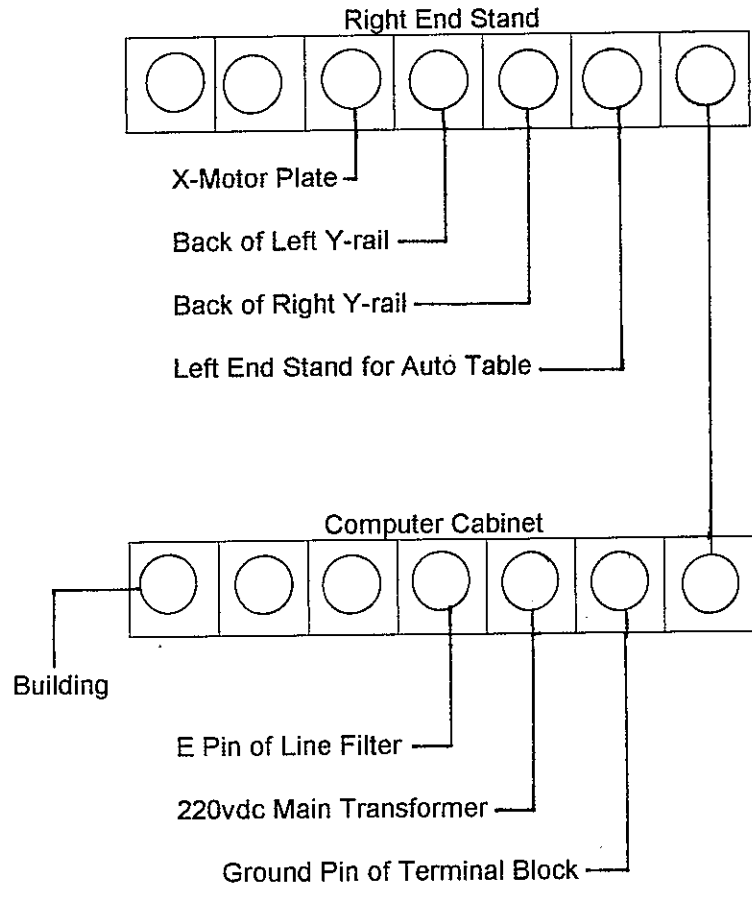 Right End Stand
X-Motor Plate
Back of Left Y-rail
Back of Right Y-rail
Left End Stand for Auto Table
Computer Cabinet
Building
E Pin of Line Filter
220vdc Main Transformer
Ground Pin of Terminal Block